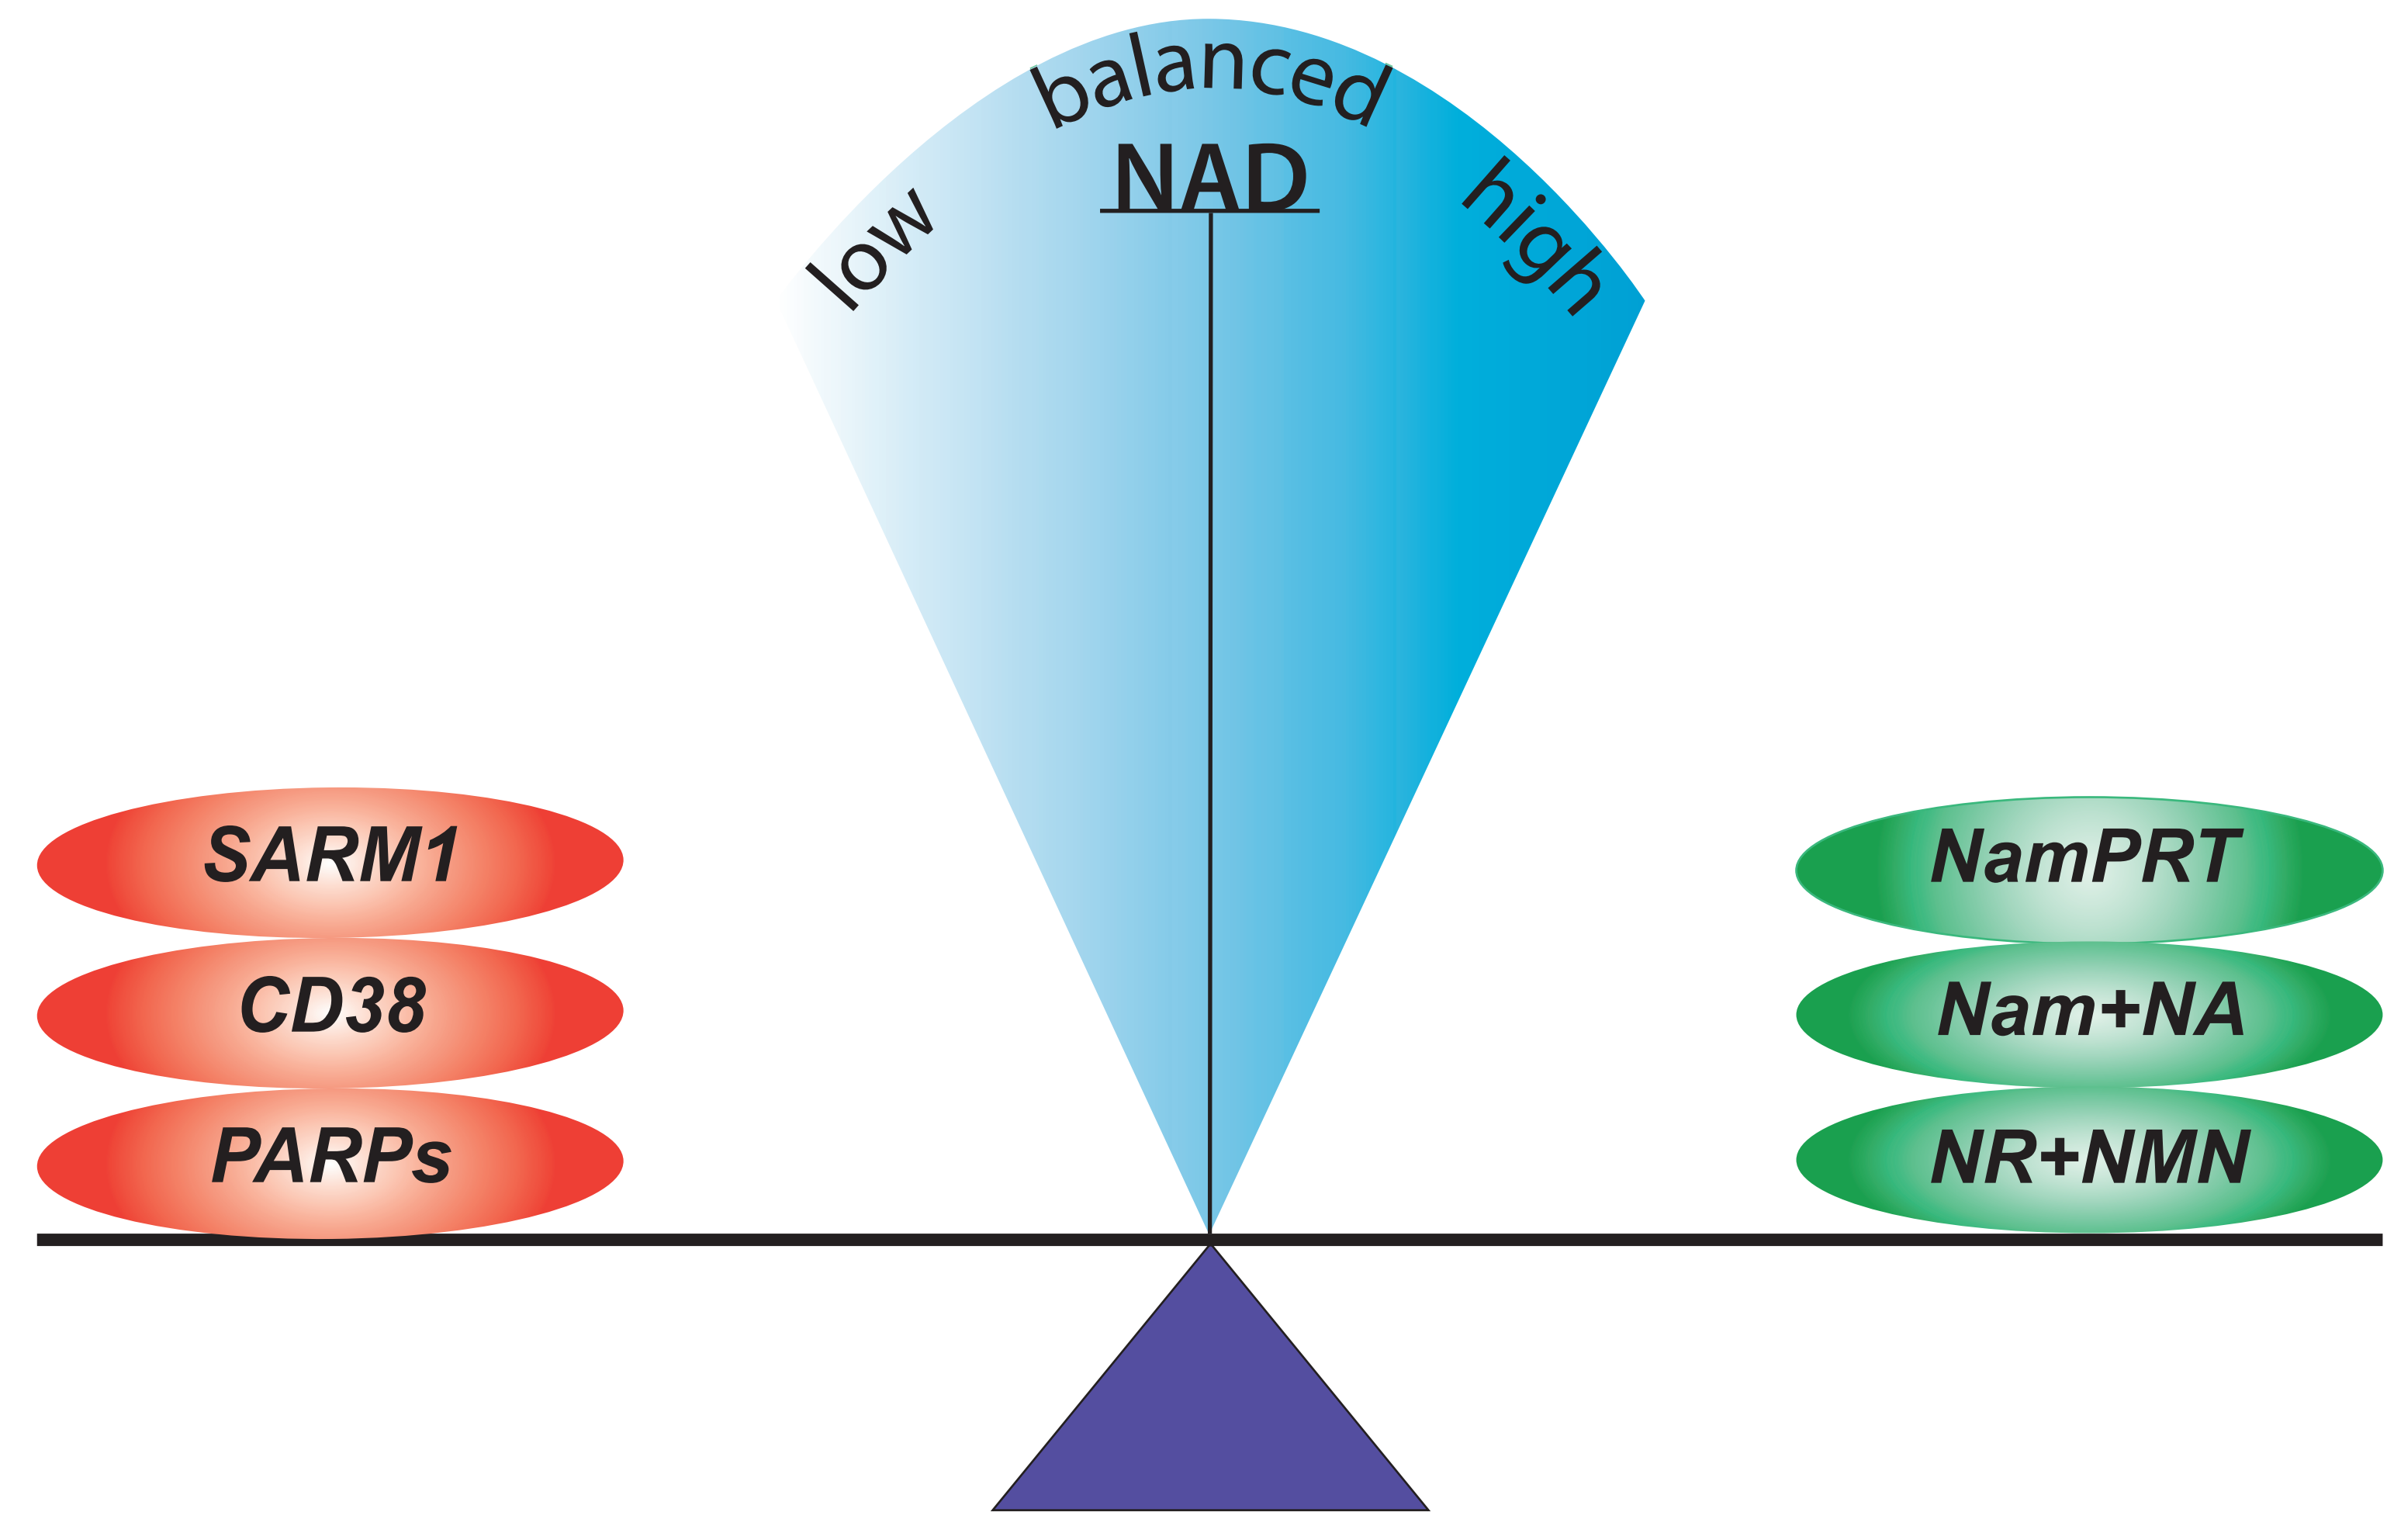 balanced
NAD
low
high
SARM1
CD38
PARPs
NamPRT
Nam+NA
NR+NMN